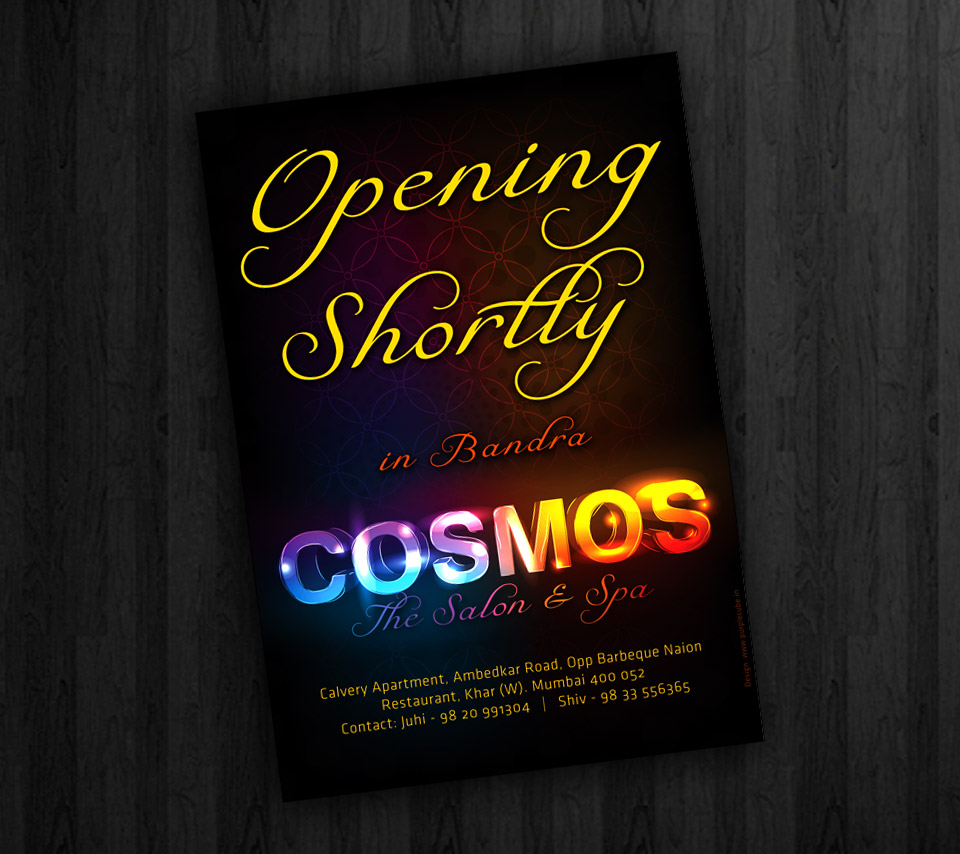 Opening
Shortly
in Bandra
COSMOS
The Salon & Spa
Calvery Apartment, Ambedkar Road, Opp Barbeque Naion
Restaurant, Khar (W). Mumbai 400 052
Contact: Juhi - 98 20 991304 | Shiv - 98 33 556365
Design